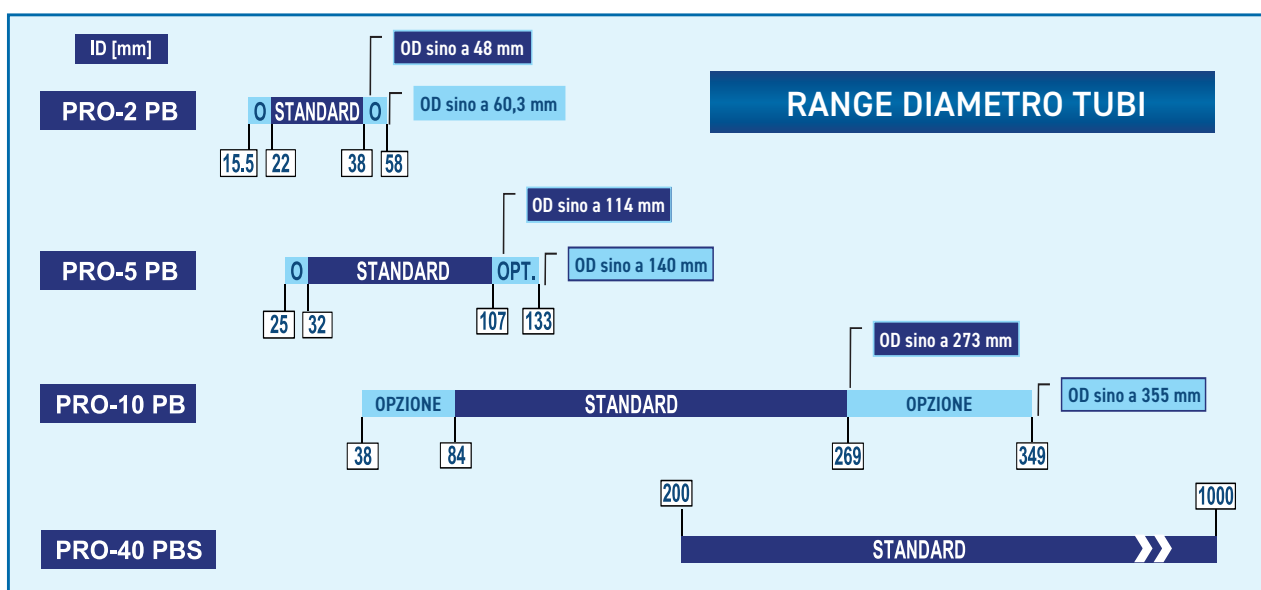 ID [mm]
OD sino a 48 mm
RANGE DIAMETRO TUBI
PRO-2 PB
O STANDARD O
OD sino a 60,3 mm
15.5 22 38 58
OD sino a 114 mm
PRO-5 PB
O STANDARD OPT.
OD sino a 140 mm
25 32 107 133
OD sino a 273 mm
PRO-10 PB
OPZIONE STANDARD OPZIONE
OD sino a 355 mm
38 84 269 349
200 1000
PRO-40 PBS
STANDARD